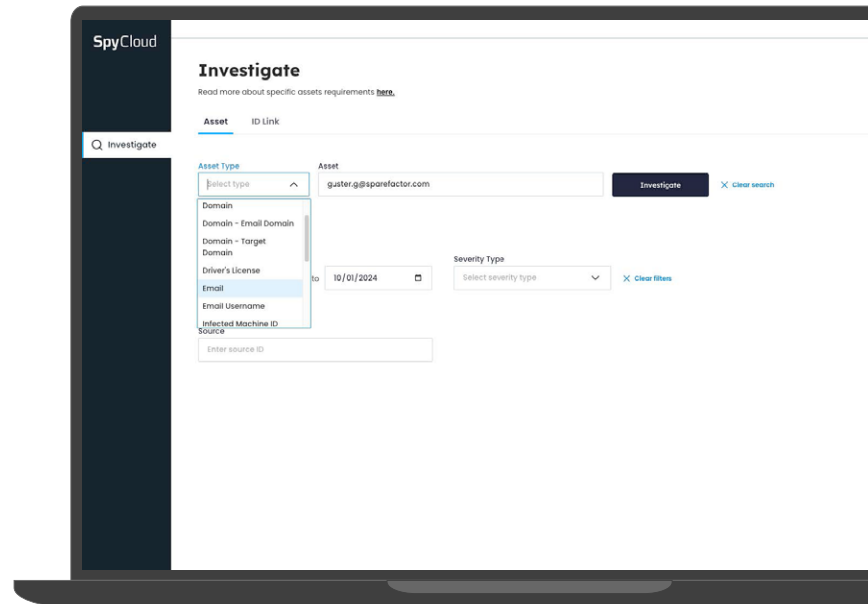 SpyCloud
Investigate
Read more about specific assets requirements here.
Asset ID Link
Investigate
Asset Type Asset
Select type guster.g@sparefactor.com Investigate Clear search
Domain
Domain - Email Domain
Domain - Target
Domain
Severity Type
Driver's License
to 10/01/2024 Select severity type Clear filters
Email
Email Username
Infected Machine ID
Source
Enter source ID